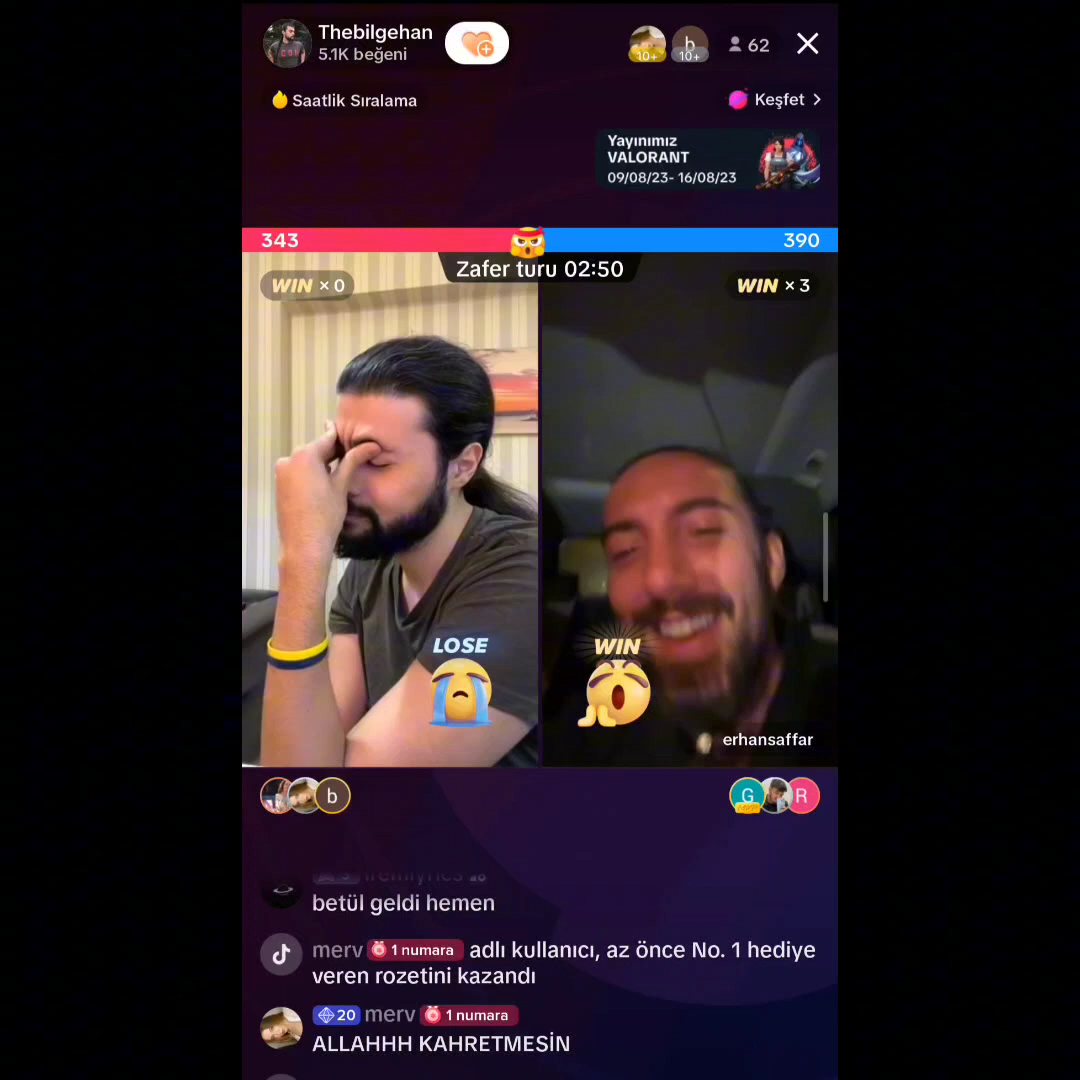 Thebilgehan
5.1K beğeni
10+
b
10+
62
Saatlik Sıralama
Keşfet
Yayınımız
VALORANT
09/08/23- 16/08/23
343
390
Zafer turu 02:50
WIN × 0
WIN × 3
LOSE
WIN
erhansaffar
b
G
R
betül geldi hemen
merv 1 numara adlı kullanıcı, az önce No. 1 hediye
veren rozetini kazandı
20 merv 1 numara
ALLAHHH KAHRETMESİN